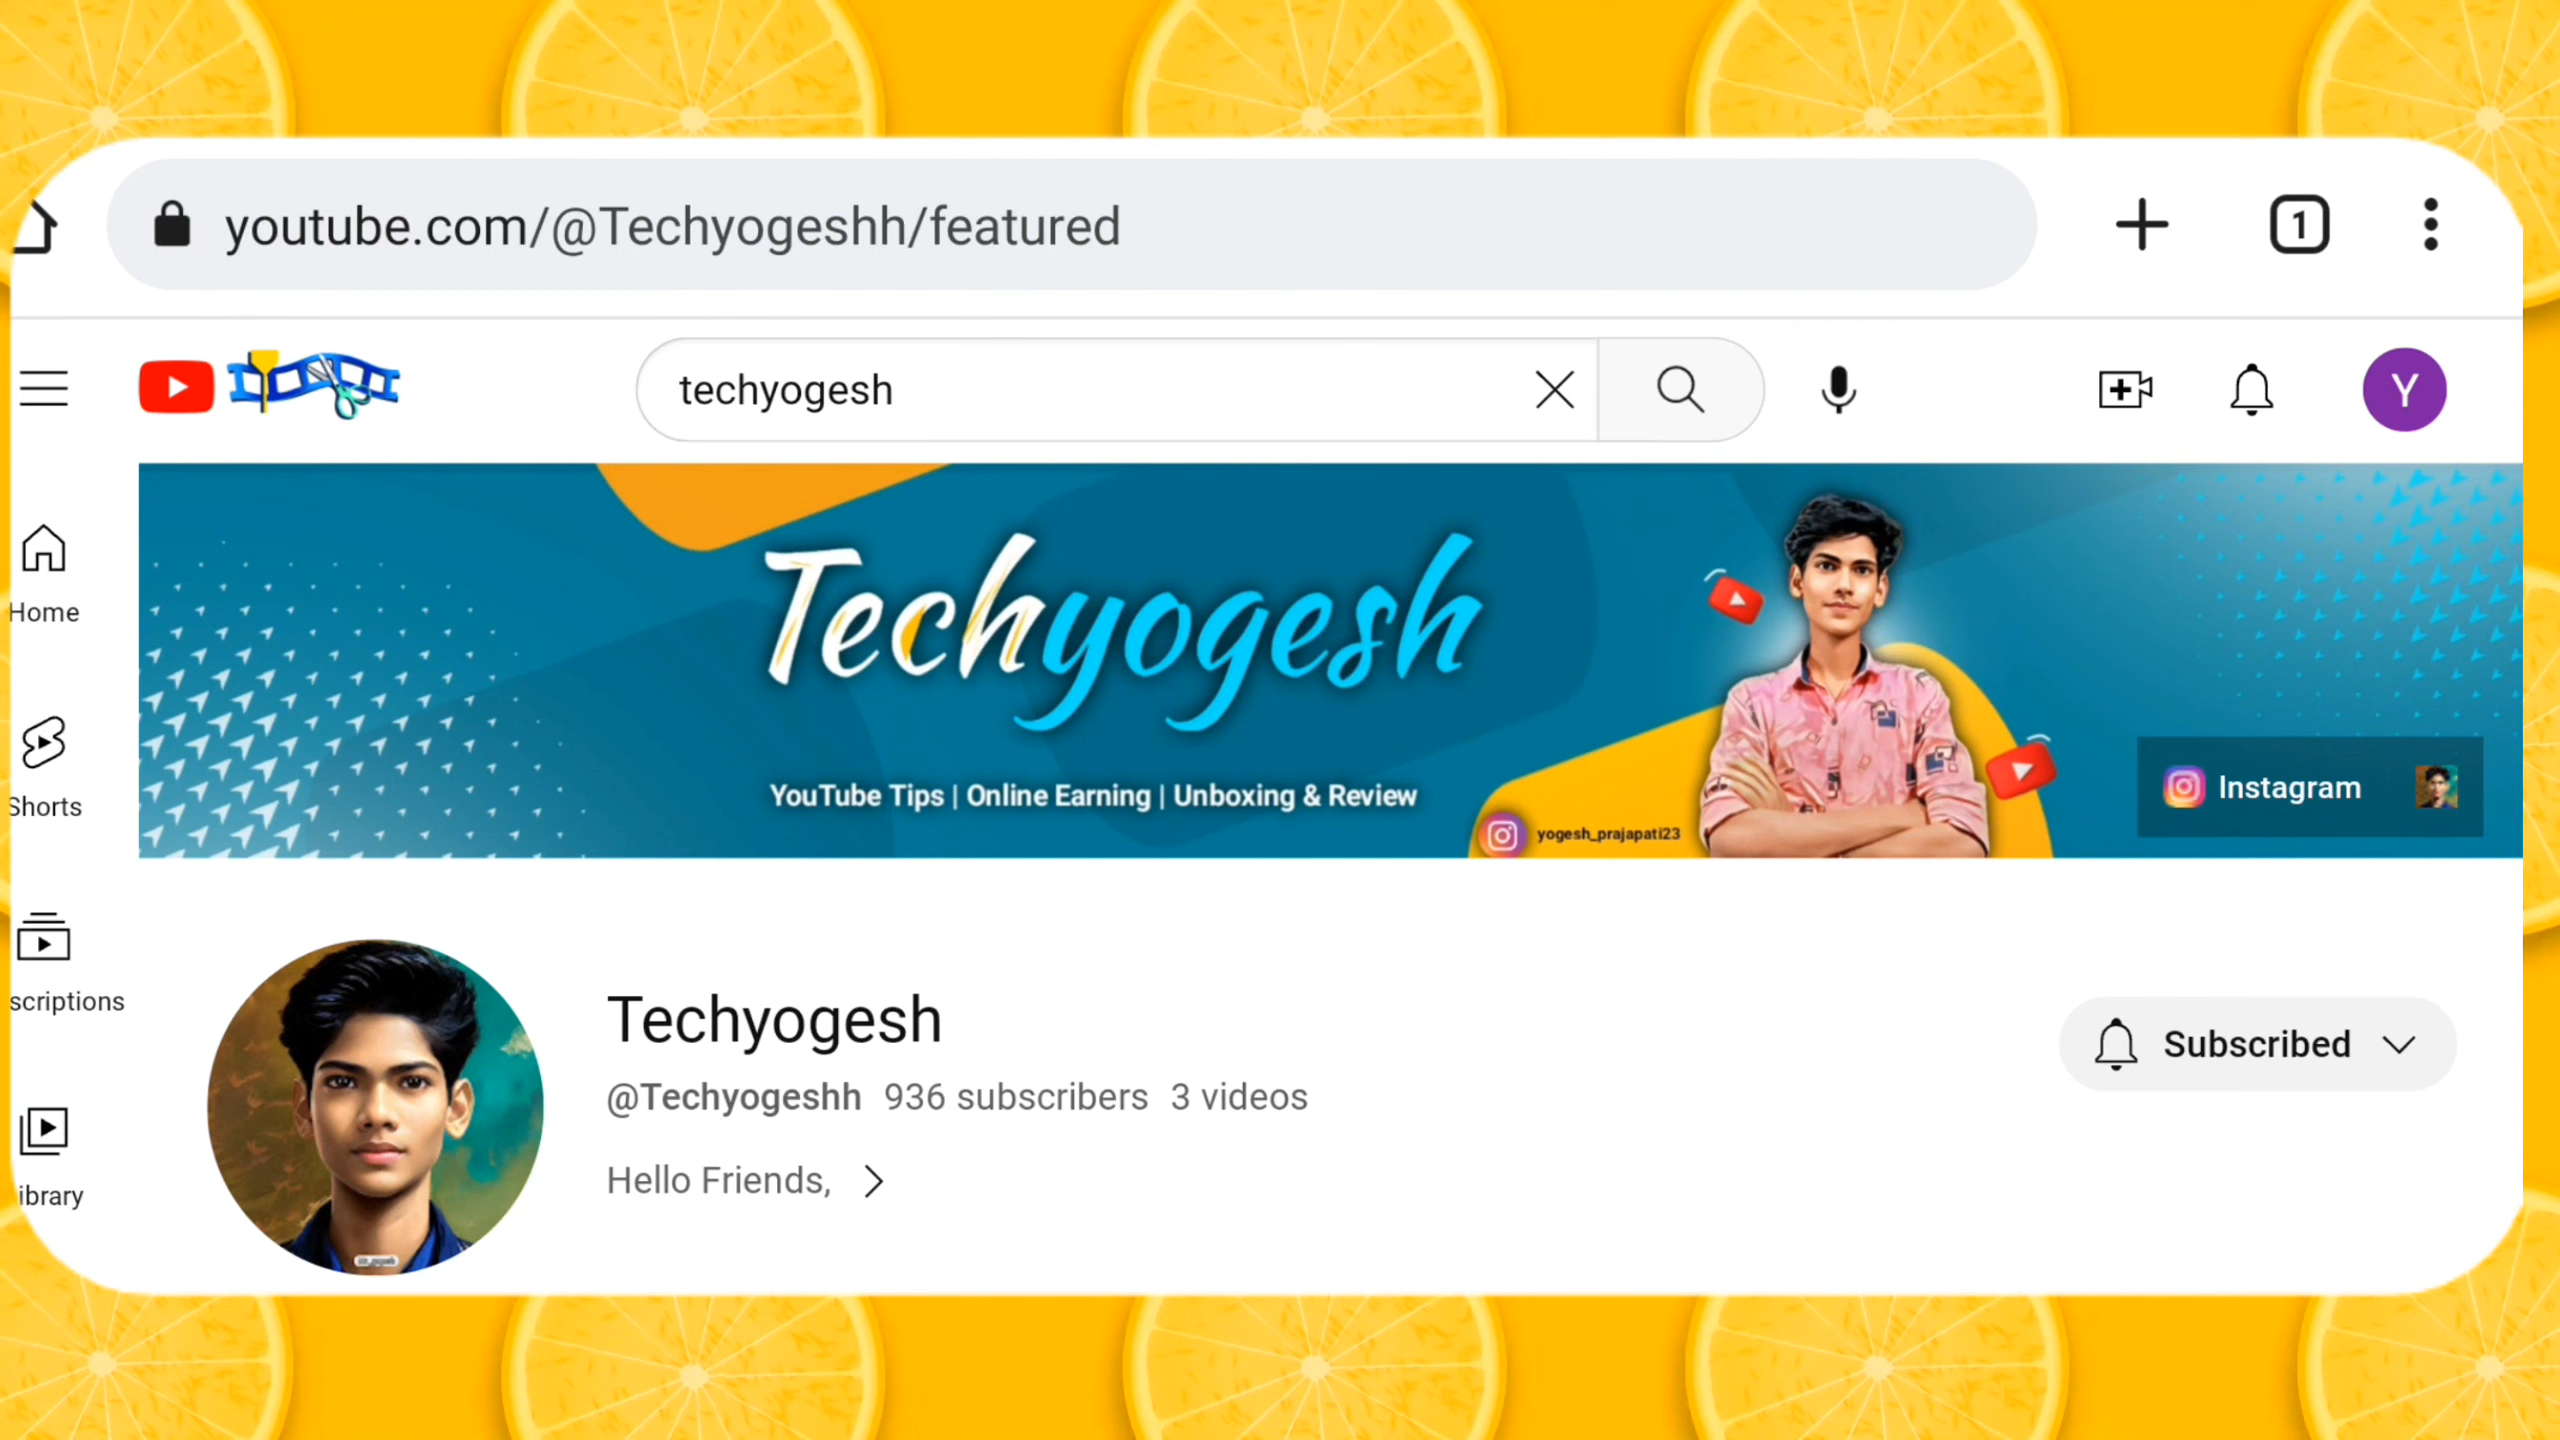 youtube.com/@Techyogeshh/featured
1
techyogesh
Y
Home
Shorts
scriptions
ibrary
Techyogesh
YouTube Tips | Online Earning | Unboxing & Review
yogesh_prajapati23
Instagram
Techyogesh
@Techyogeshh 936 subscribers 3 videos
Hello Friends,
Subscribed